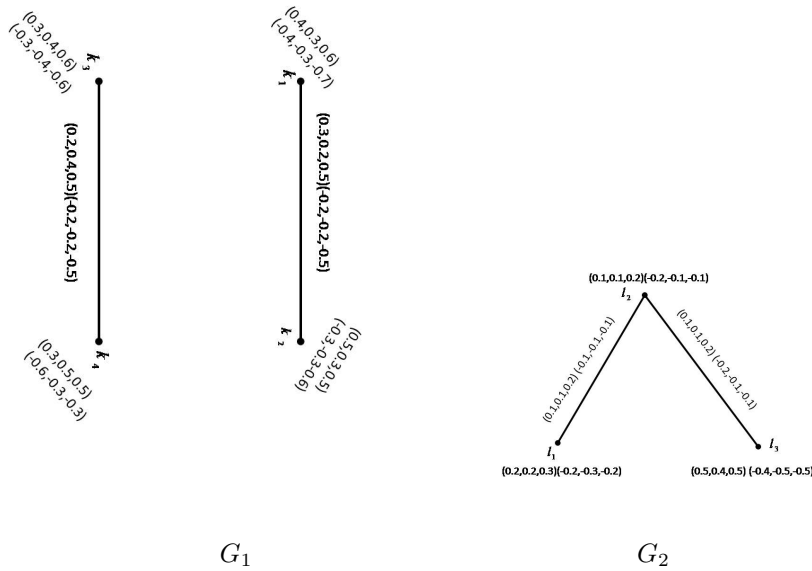 (0.3,0.4,0.6)
(-0.3,-0.4,-0.6)
k3
(0.2,0.4,0.5)(-0.2,-0.2,-0.5)
k4
(0.3,0.5,0.5)
(-0.6,-0.3,-0.3)
(0.4,0.3,0.6)
(-0.4,-0.3,-0.7)
k1
(0.3,0.2,0.5)(-0.2,-0.2,-0.5)
k2
(0.5,0.3,0.5)
(-0.3,-0.3-0.6)
(0.1,0.1,0.2)(-0.2,-0.1,-0.1)
l2
(0.1,0.1,0.2) (-0.1,-0.1,-0.1)
(0.1,0.1,0.2) (-0.2,-0.1,-0.1)
l1
l3
(0.2,0.2,0.3)(-0.2,-0.3,-0.2)
(0.5,0.4,0.5) (-0.4,-0.5,-0.5)
G1
G2